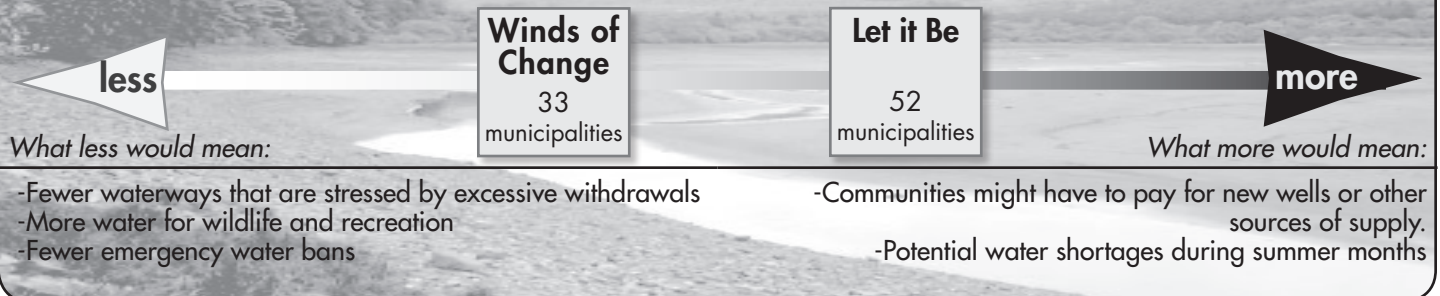 less
Winds of
Change
33
municipalities
Let it Be
52
municipalities
more
What less would mean:
What more would mean:
-Fewer waterways that are stressed by excessive withdrawals
-More water for wildlife and recreation
-Fewer emergency water bans
-Communities might have to pay for new wells or other
sources of supply.
-Potential water shortages during summer months